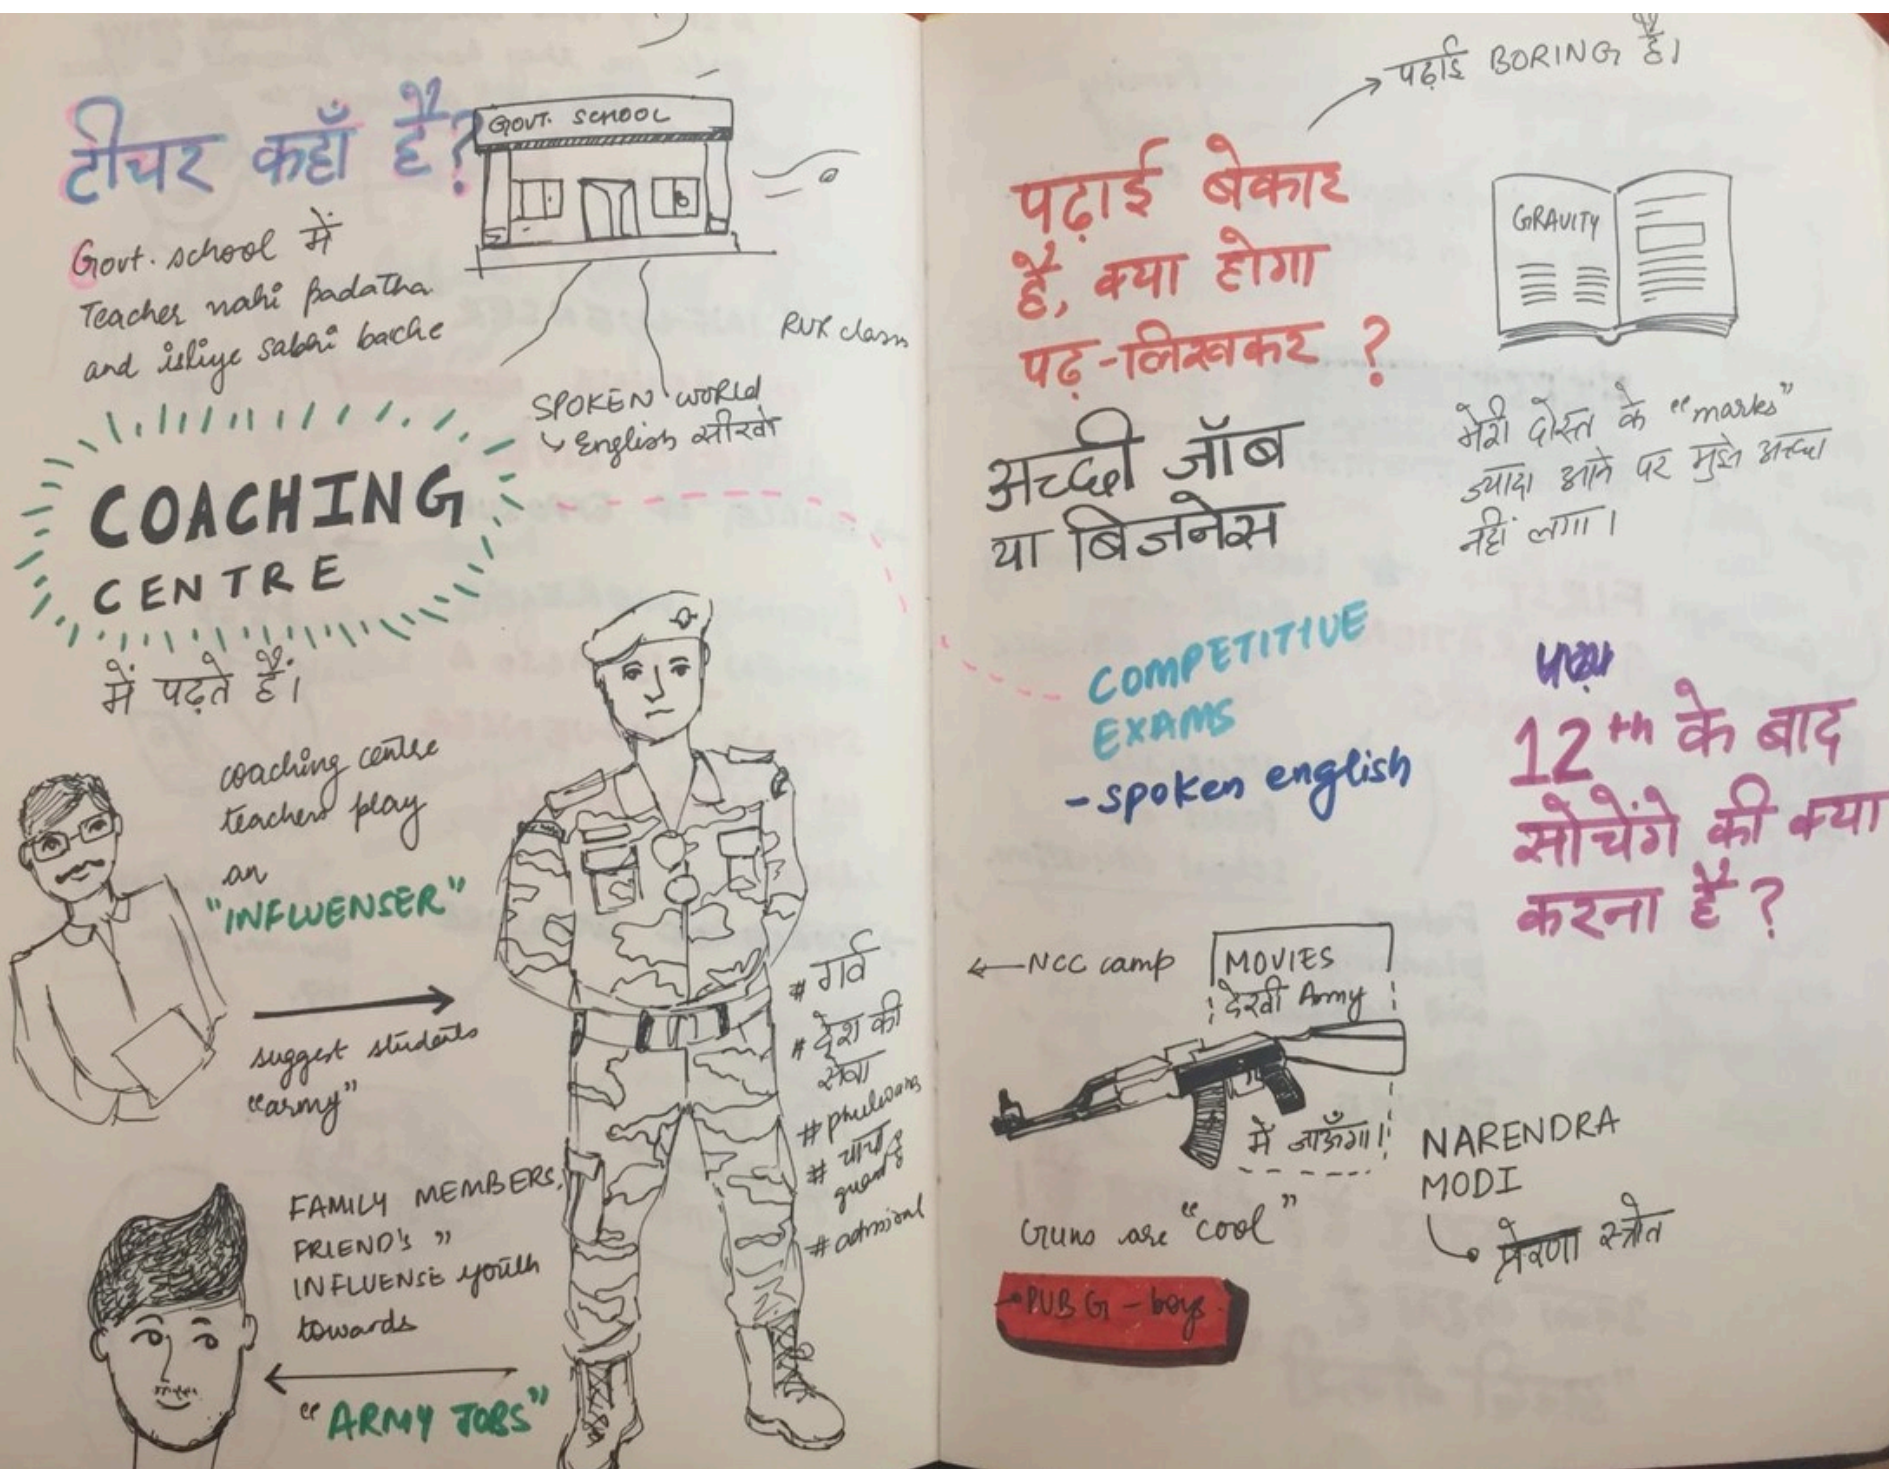 टीचर कहाँ है?
GOVT. SCHOOL
Govt. school में
Teacher nahi padatha
and isliye sabhi bache
RUK class
SPOKEN WORLD
English सीखो
COACHING
CENTRE
में पढ़ते हैं।
coaching centre
teachers play
an
"INFLUENSER"
suggest students
"army"
FAMILY MEMBERS,
FRIEND'S "
INFLUENSE youth
towards
"ARMY JOBS"
# गर्व
# देश की
सेवा
# चाचा
guard है
# admiral
पढ़ाई BORING है।
पढ़ाई बेकार
है, क्या होगा
पढ़-लिखकर ?
GRAVITY
अच्छी जॉब
या बिजनेस
मेरी दोस्त के "marks"
ज्यादा आने पर मुझे अच्छा
नहीं लगा।
COMPETITIVE
EXAMS
- spoken english
12th के बाद
सोचेंगे की क्या
करना है ?
NCC camp
MOVIES
देखी Army
में जाऊँगा।
Guns are "cool"
PUBG - boys
NARENDRA
MODI
प्रेरणा स्त्रोत